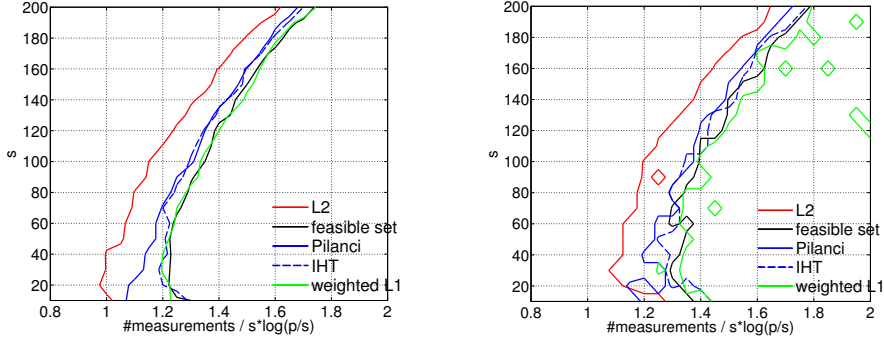 200
180
160
140
120
100
80
60
40
20
s
L2
feasible set
Pilanci
IHT
weighted L1
0.8 1 1.2 1.4 1.6 1.8 2
#measurements / s*log(p/s)
200
180
160
140
120
100
80
60
40
20
s
L2
feasible set
Pilanci
IHT
weighted L1
0.8 1 1.2 1.4 1.6 1.8 2
#measurements / s*log(p/s)